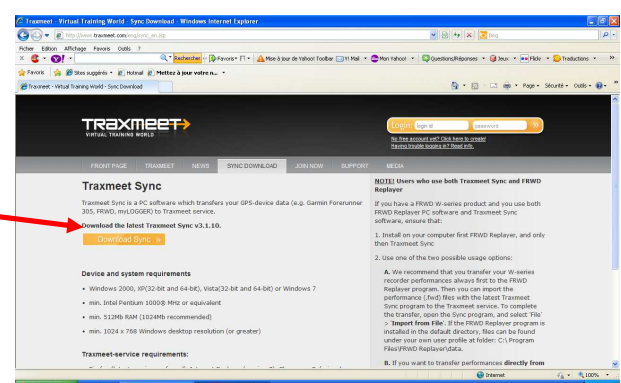 Traxmeet - Virtual Training World - Sync Download - Windows Internet Explorer
http://www.traxmeet.com/eng/sync_en.jsp
Bing
Fichier Edition Affichage Favoris Outils ?
Rechercher Favoris Mise à jour de Yahoo! Toolbar Mail Mon Yahoo! Questions/Réponses Jeux Flickr Traductions
Favoris Sites suggérés Hotmail Mettez à jour votre n...
Traxmeet - Virtual Training World - Sync Download
Page Sécurité Outils
TRAXMEET
VIRTUAL TRAINING WORLD
Login: login id password
No free account yet? Click here to create!
Having trouble logging in? Read info.
FRONT PAGE TRAXMEET NEWS SYNC DOWNLOAD JOIN NOW SUPPORT MEDIA
Traxmeet Sync
Traxmeet Sync is a PC software which transfers your GPS-device data (e.g. Garmin Forerunner
305, FRWD, myLOGGER) to Traxmeet service.
Download the latest Traxmeet Sync v3.1.10.
Download Sync »
Device and system requirements
• Windows 2000, XP(32-bit and 64-bit), Vista(32-bit and 64-bit) or Windows 7
• min. Intel Pentium 1000® MHz or equivalent
• min. 512Mb RAM (1024Mb recommended)
• min. 1024 x 768 Windows desktop resolution (or greater)
Traxmeet-service requirements:
NOTE! Users who use both Traxmeet Sync and FRWD
Replayer
If you have a FRWD W-series product and you use both
FRWD Replayer PC software and Traxmeet Sync
software, ensure that:
1. Install on your computer first FRWD Replayer, and only
then Traxmeet Sync
2. Use one of the two possible usage options:
A. We recommend that you transfer your W-series
recorder performances always first to the FRWD
Replayer program. Then you can import the
performance (.fwd) files with the latest Traxmeet
Sync program to the Traxmeet service. To complete
the transfer, open the Sync program, and select 'File'
> 'Import from File'. If the FRWD Replayer program is
installed in the default directory, files can be found
under your own user profile at folder: C:\ Program
Files\FRWD Replayer\data.
B. If you want to transfer performances directly from
Internet 100%